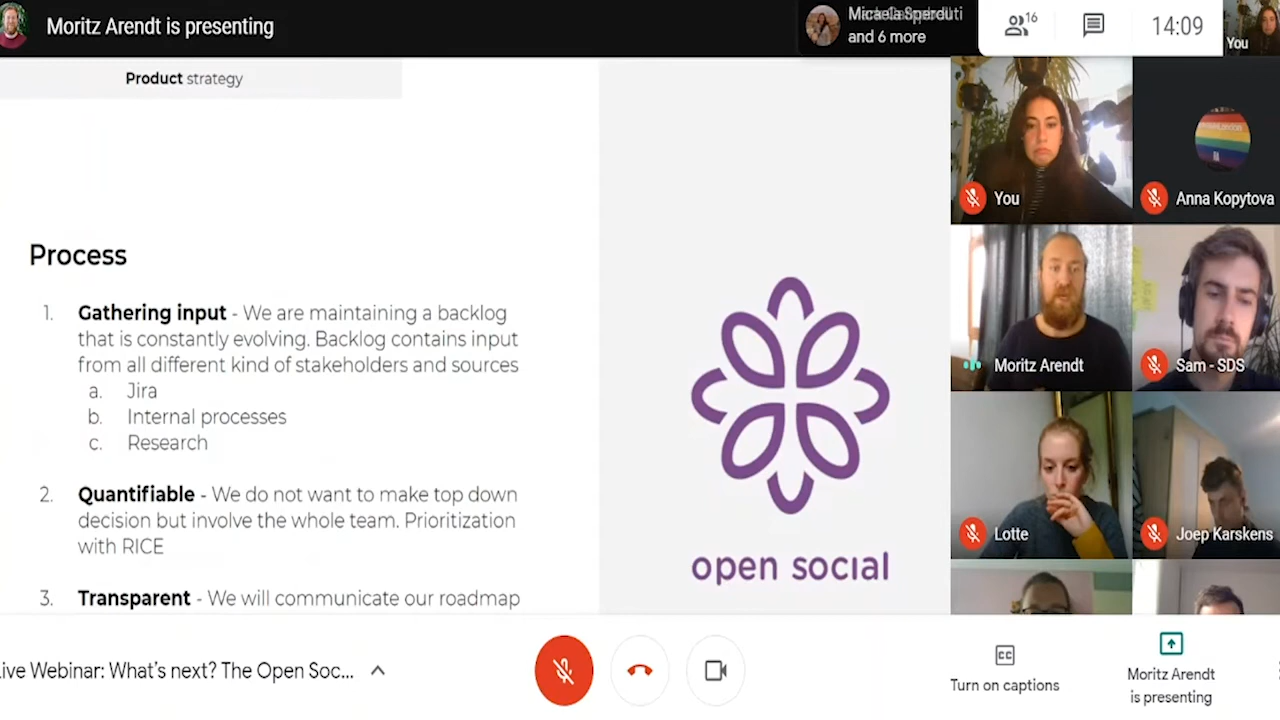 Moritz Arendt is presenting
Micaela Sperduti
and 6 more
16
14:09
You
Product strategy
Process
1. Gathering input - We are maintaining a backlog
that is constantly evolving. Backlog contains input
from all different kind of stakeholders and sources
a. Jira
b. Internal processes
c. Research
2. Quantifiable - We do not want to make top down
decision but involve the whole team. Prioritization
with RICE
3. Transparent - We will communicate our roadmap
open social
You
Anna Kopytova
Moritz Arendt
Sam - SDS
Lotte
Joep Karskens
ive Webinar: What's next? The Open Soc...
CC
Turn on captions
Moritz Arendt
is presenting